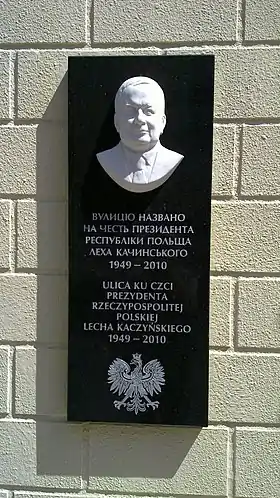 ВУЛИЦЮ НАЗВАНО
НА ЧЕСТЬ ПРЕЗИДЕНТА
РЕСПУБЛІКИ ПОЛЬЩА
ЛЕХА КАЧИНСЬКОГО
1949 – 2010
ULICA KU CZCI
PREZYDENTA
RZECZYPOSPOLITEJ
POLSKIEJ
LECHA KACZYŃSKIEGO
1949 – 2010